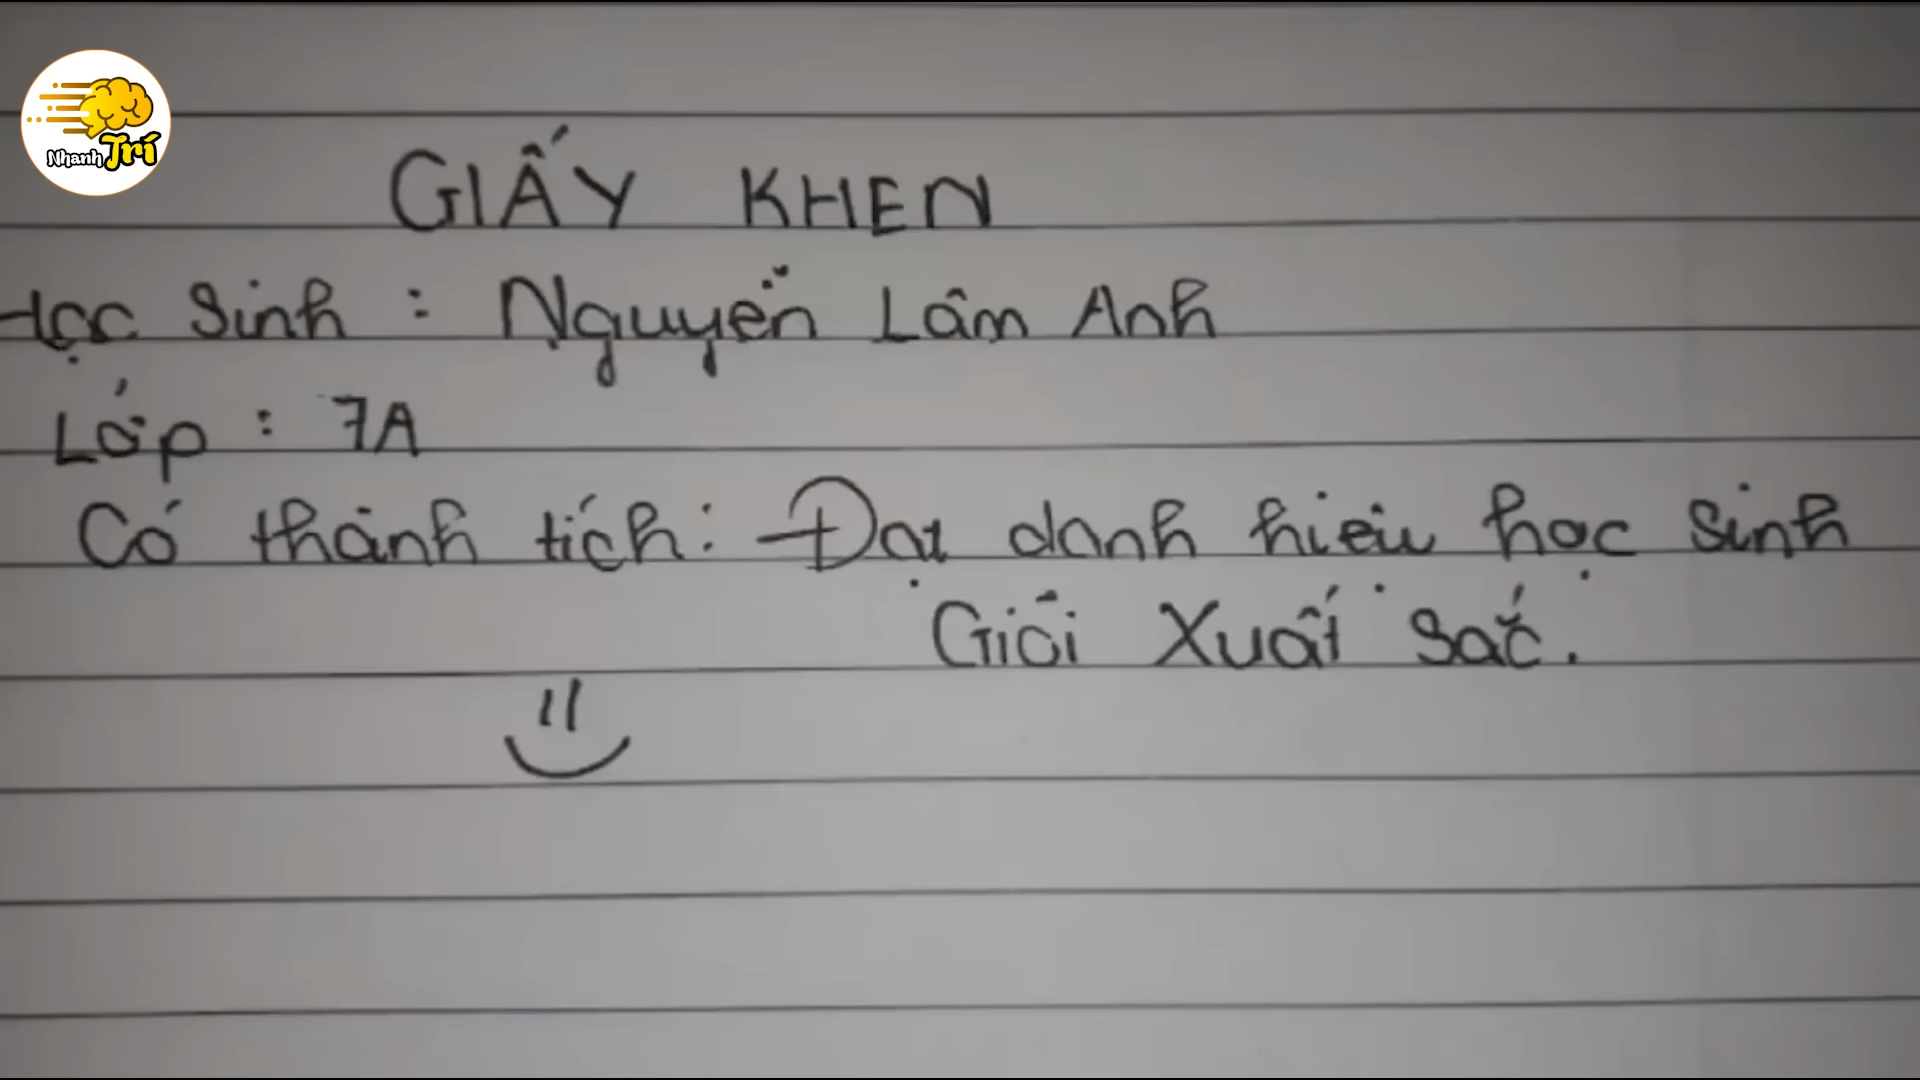 Nhanh Trí
GIẤY KHEN
Học Sinh : Nguyễn Lâm Anh
Lớp : 7A
Có thành tích : Đạt danh hiệu học sinh
Giỏi Xuất sắc.